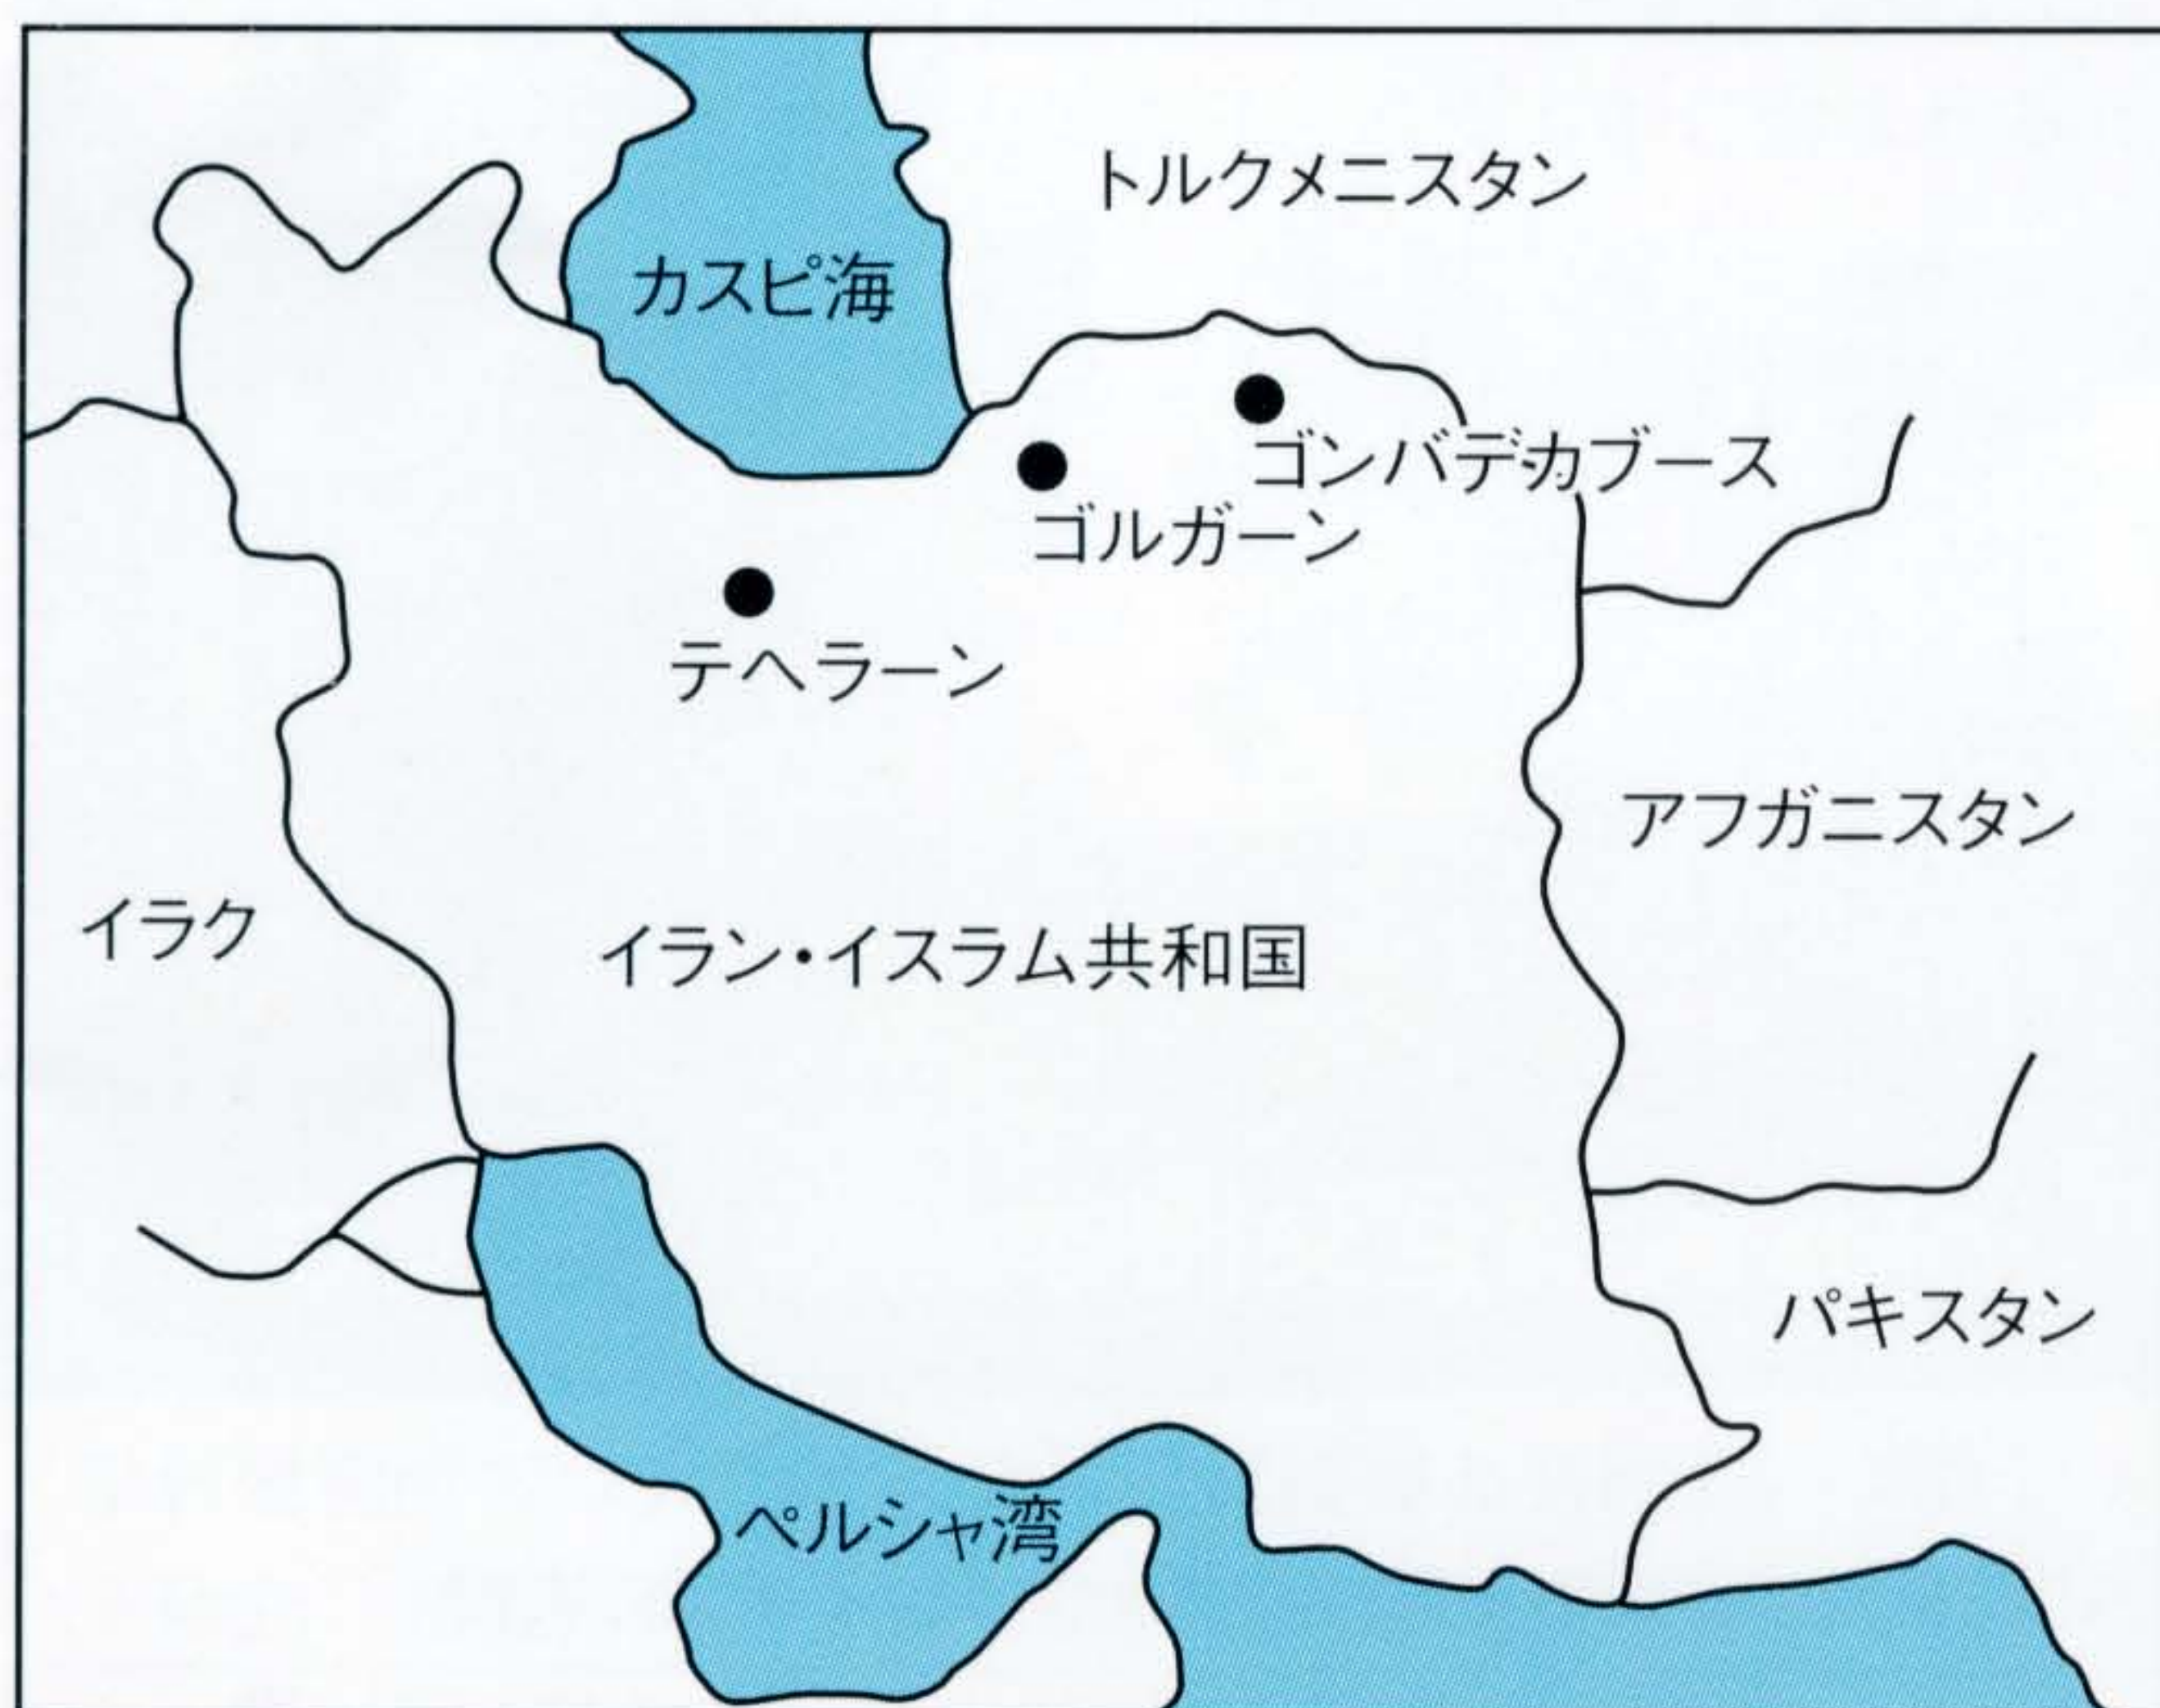 トルクメニスタン
カスピ海
ゴンバデカブース
ゴルガーン
テヘラーン
アフガニスタン
イラク
イラン・イスラム共和国
パキスタン
ペルシャ湾